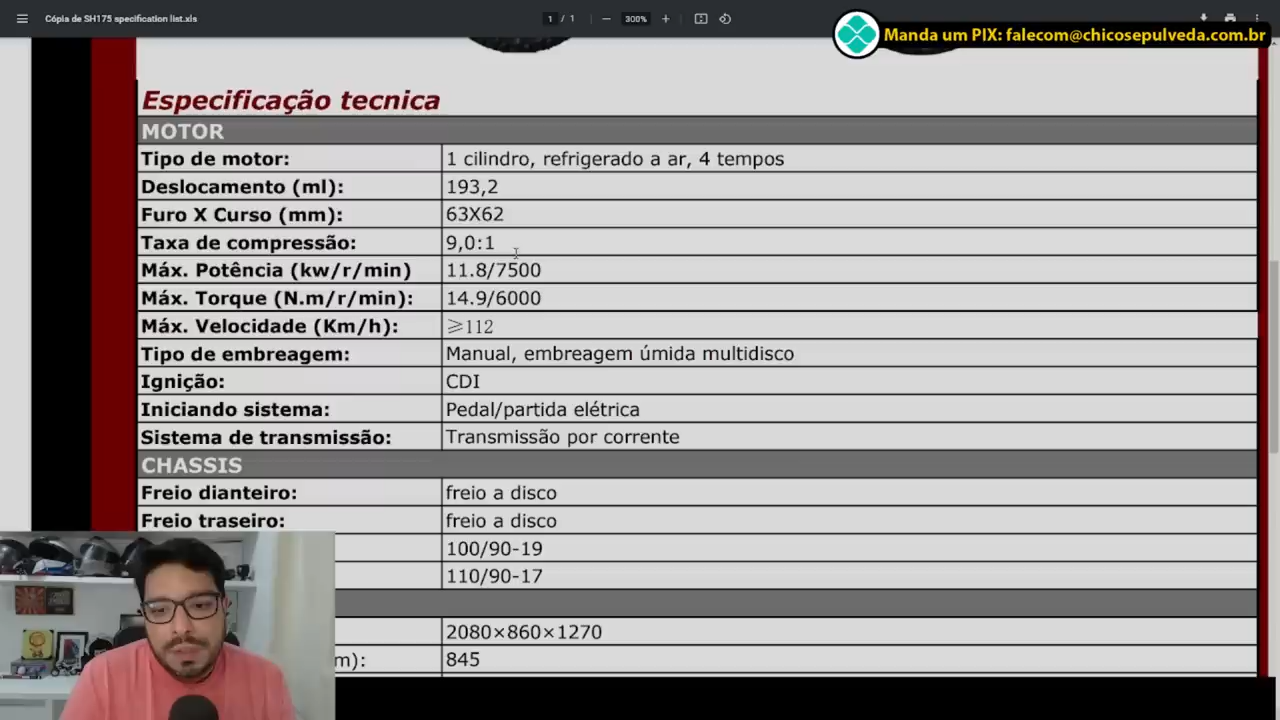 Cópia de SH175 specification list.xls
1 / 1
300%
Manda um PIX: falecom@chicosepulveda.com.br
Especificação tecnica
MOTOR
Tipo de motor: 1 cilindro, refrigerado a ar, 4 tempos
Deslocamento (ml): 193,2
Furo X Curso (mm): 63X62
Taxa de compressão: 9,0:1
Máx. Potência (kw/r/min) 11.8/7500
Máx. Torque (N.m/r/min): 14.9/6000
Máx. Velocidade (Km/h): ≥112
Tipo de embreagem: Manual, embreagem úmida multidisco
Ignição: CDI
Iniciando sistema: Pedal/partida elétrica
Sistema de transmissão: Transmissão por corrente
CHASSIS
Freio dianteiro: freio a disco
Freio traseiro: freio a disco
100/90-19
110/90-17
2080×860×1270
m): 845